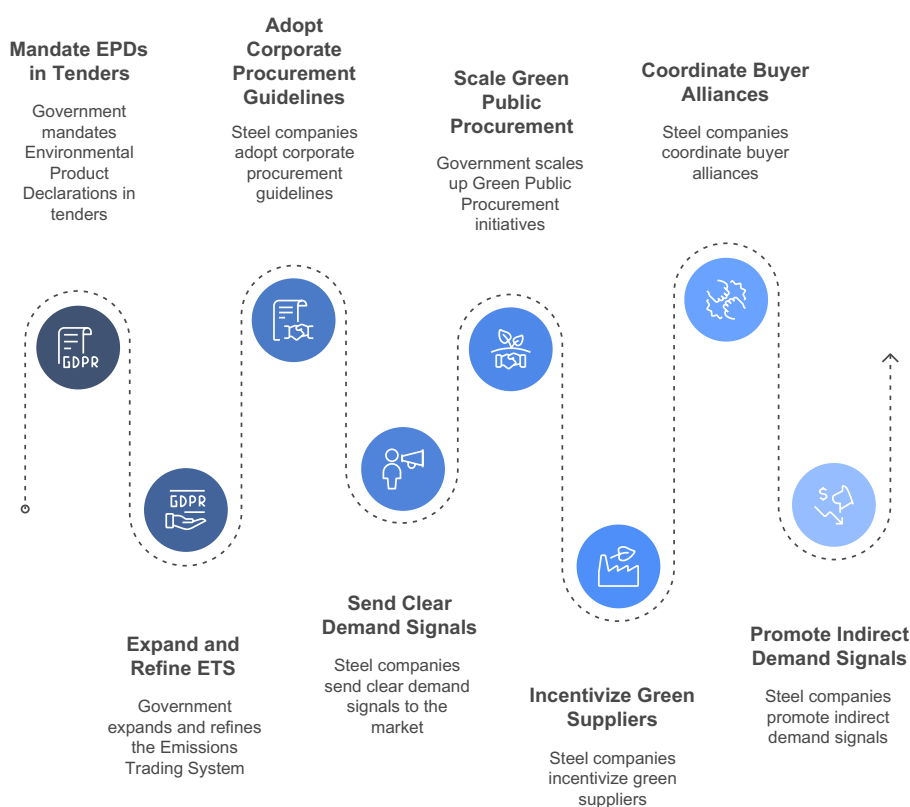 Mandate EPDs
in Tenders
Government
mandates
Environmental
Product
Declarations in
tenders
GDPR
GDPR
Expand and
Refine ETS
Government
expands and refines
the Emissions
Trading System
Adopt
Corporate
Procurement
Guidelines
Steel companies
adopt corporate
procurement
guidelines
Send Clear
Demand Signals
Steel companies
send clear demand
signals to the
market
Scale Green
Public
Procurement
Government scales
up Green Public
Procurement
initiatives
Incentivize Green
Suppliers
Steel companies
incentivize green
suppliers
Coordinate Buyer
Alliances
Steel companies
coordinate buyer
alliances
$
Promote Indirect
Demand Signals
Steel companies
promote indirect
demand signals